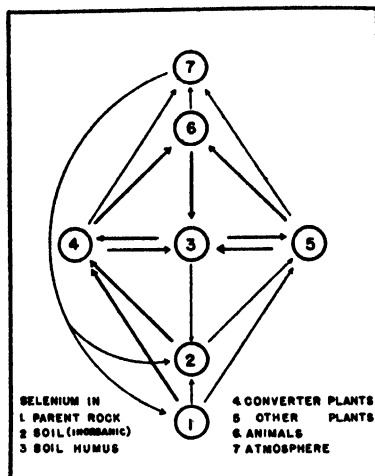 7
6
4
3
5
2
1
SELENIUM IN
1 PARENT ROCK
2 SOIL (INORGANIC)
3 SOIL HUMUS
4 CONVERTER PLANTS
5 OTHER PLANTS
6 ANIMALS
7 ATMOSPHERE